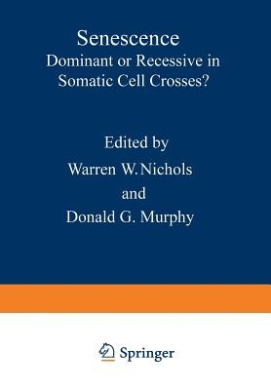 Senescence
Dominant or Recessive in
Somatic Cell Crosses?
Edited by
Warren W. Nichols
and
Donald G. Murphy
Springer